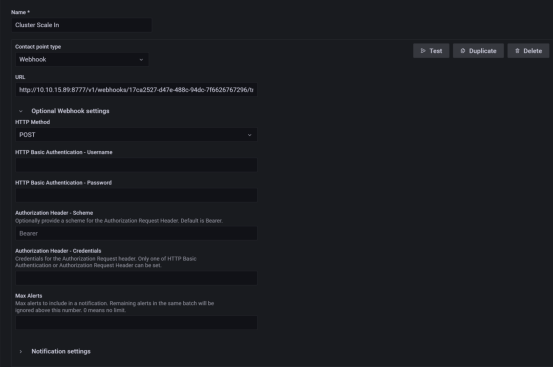 Name *
Cluster Scale In
Contact point type
Test
Duplicate
Delete
Webhook
URL
http://10.10.15.89:8777/v1/webhooks/17ca2527-d47e-488c-94dc-7f6626767296/tr
Optional Webhook settings
HTTP Method
POST
HTTP Basic Authentication - Username
HTTP Basic Authentication - Password
Authorization Header - Scheme
Optionally provide a scheme for the Authorization Request Header. Default is Bearer.
Bearer
Authorization Header - Credentials
Credentials for the Authorization Request header. Only one of HTTP Basic
Authentication or Authorization Request Header can be set.
Max Alerts
Max alerts to include in a notification. Remaining alerts in the same batch will be
ignored above this number. 0 means no limit.
Notification settings